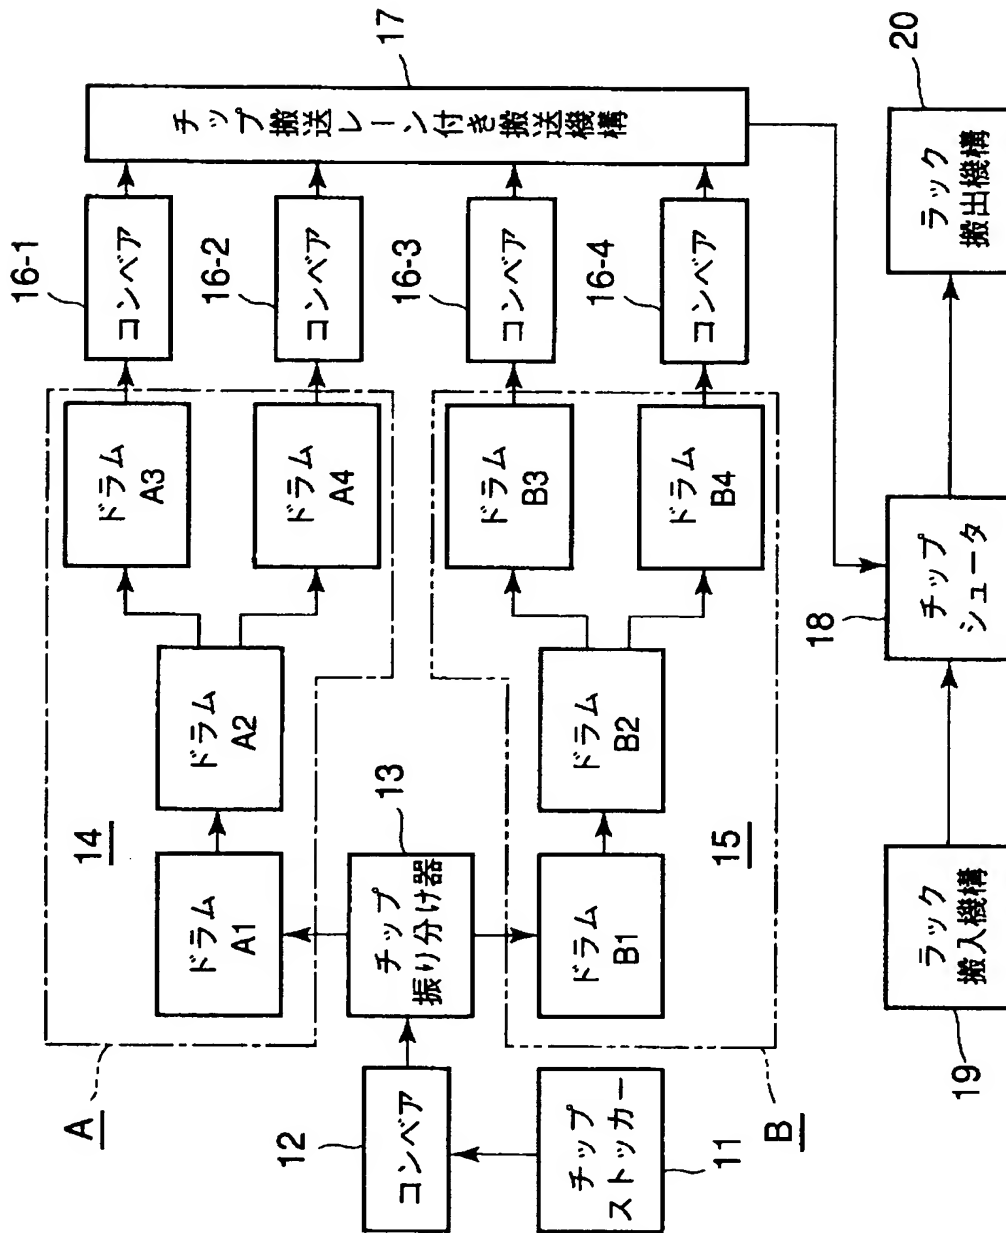 11
チップ
ストッカー
12
コンベア
13
チップ
振り分け器
A
14
ドラム
A1
ドラム
A2
ドラム
A3
ドラム
A4
B
15
ドラム
B1
ドラム
B2
ドラム
B3
ドラム
B4
16-1
コンベア
16-2
コンベア
16-3
コンベア
16-4
コンベア
17
チップ搬送レーン付き搬送機構
18
チップ
シュータ
19
ラック
搬入機構
20
ラック
搬出機構